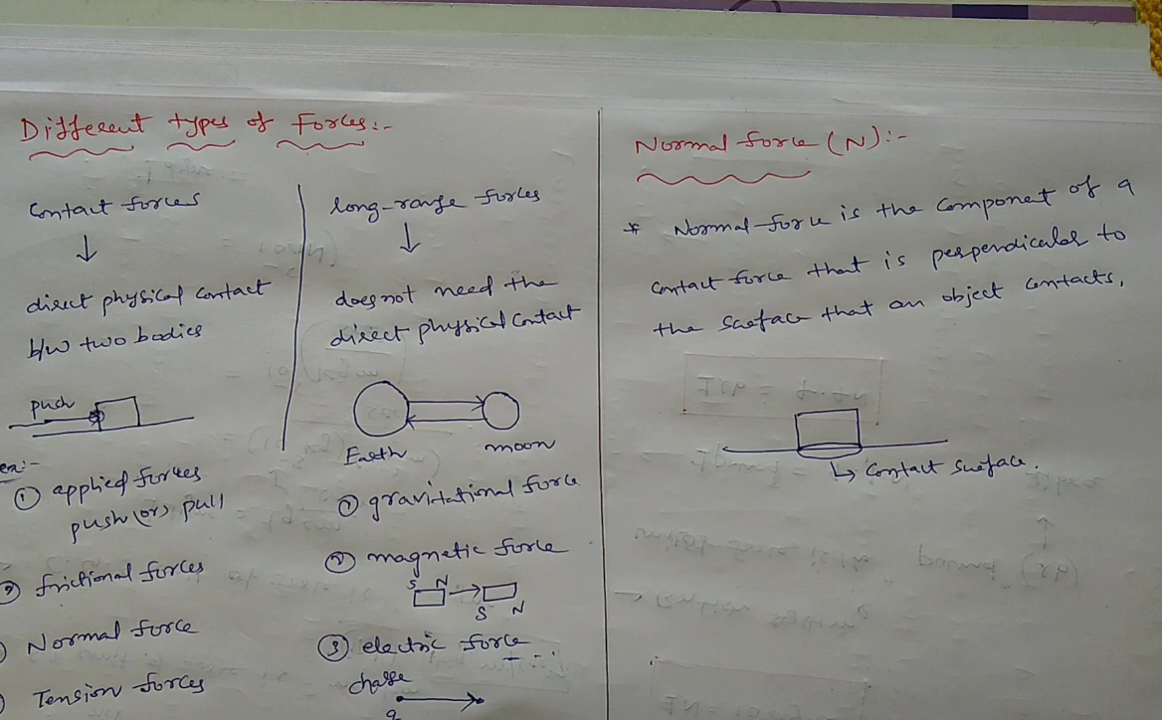 Different types of Forces:-
Contact forces
↓
direct physical contact
b/w two bodies
push
ex:-
① applied forces
push (or) pull
② frictional forces
Normal force
Tension forces
long-range forces
↓
does not need the
direct physical contact
Earth moon
① gravitational force
② magnetic force
S N → S N
③ electric force
charge
q
Normal force (N):-
* Normal force is the component of a
contact force that is perpendicular to
the surface that an object contacts,
↳ Contact surface.